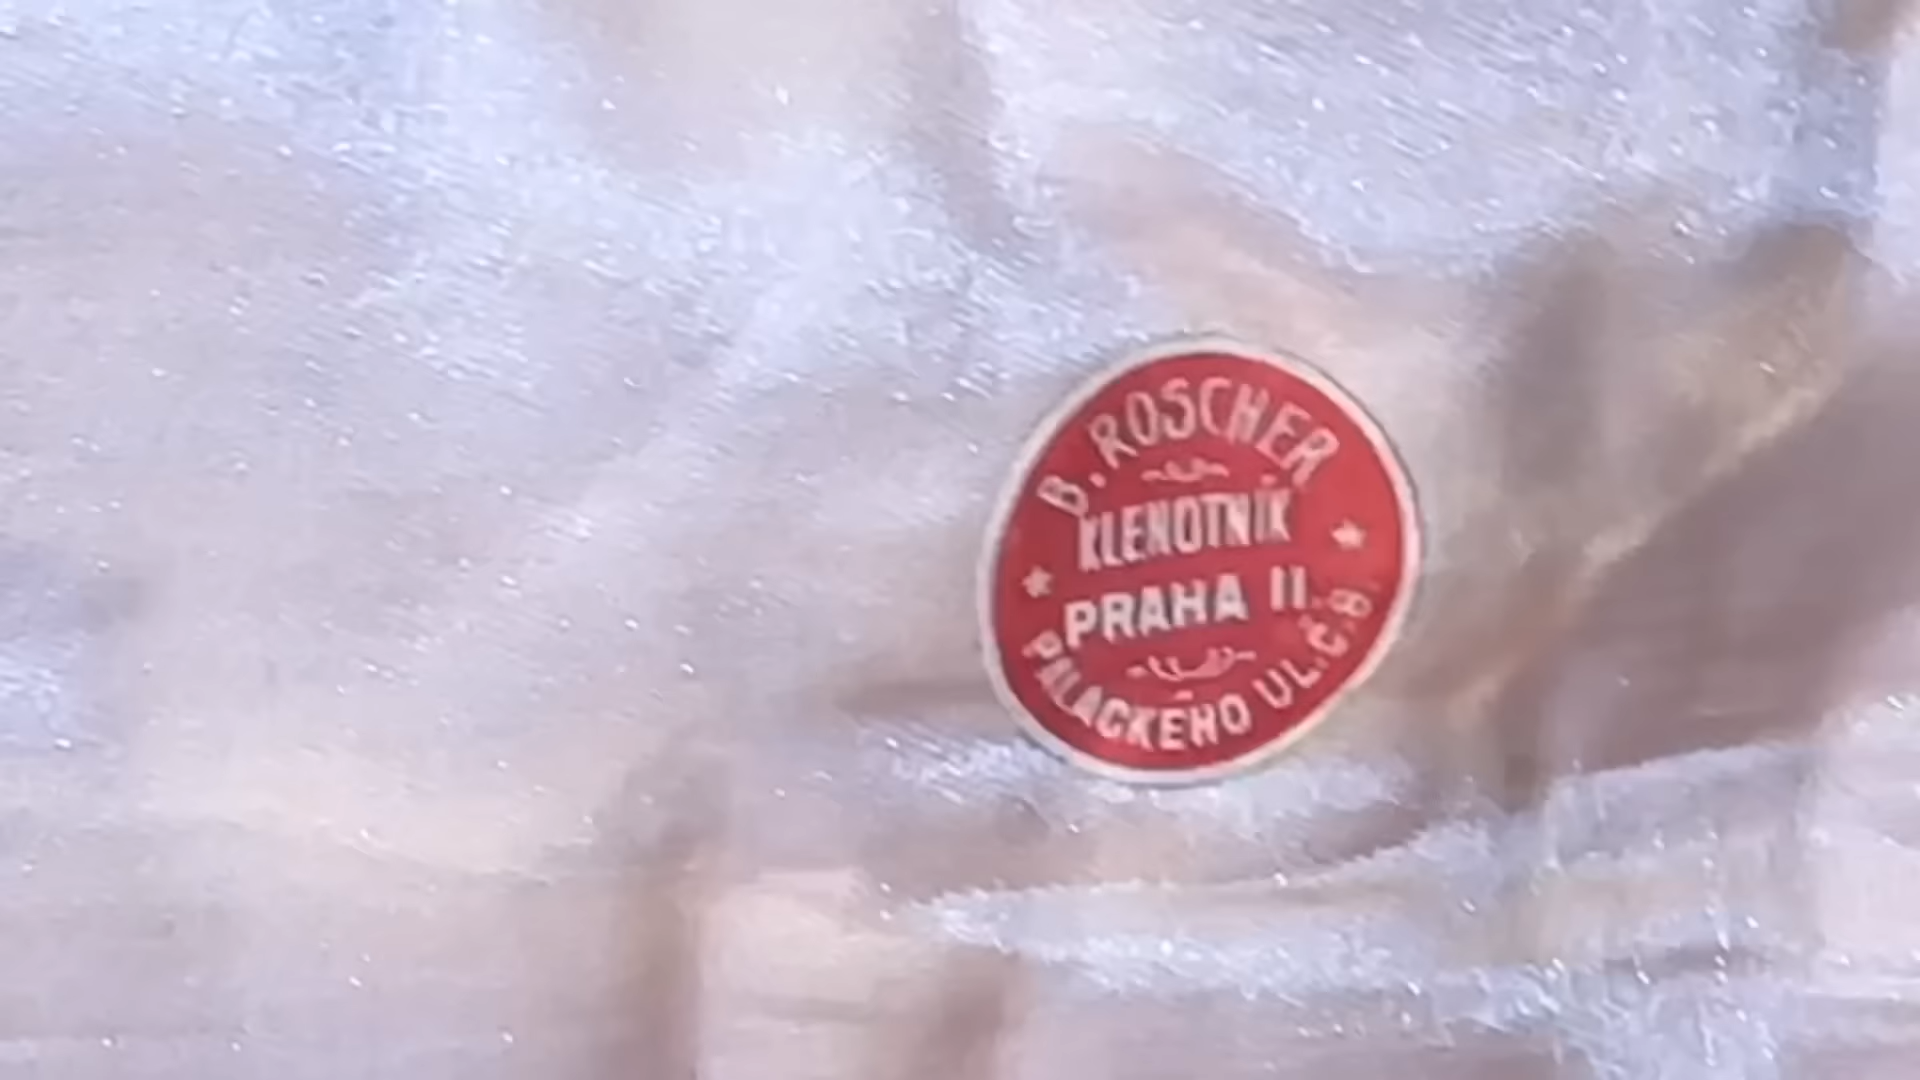 B. ROSCHER
KLENOTNÍK
PRAHA II.
PALACKÉHO UL. Č. 8.